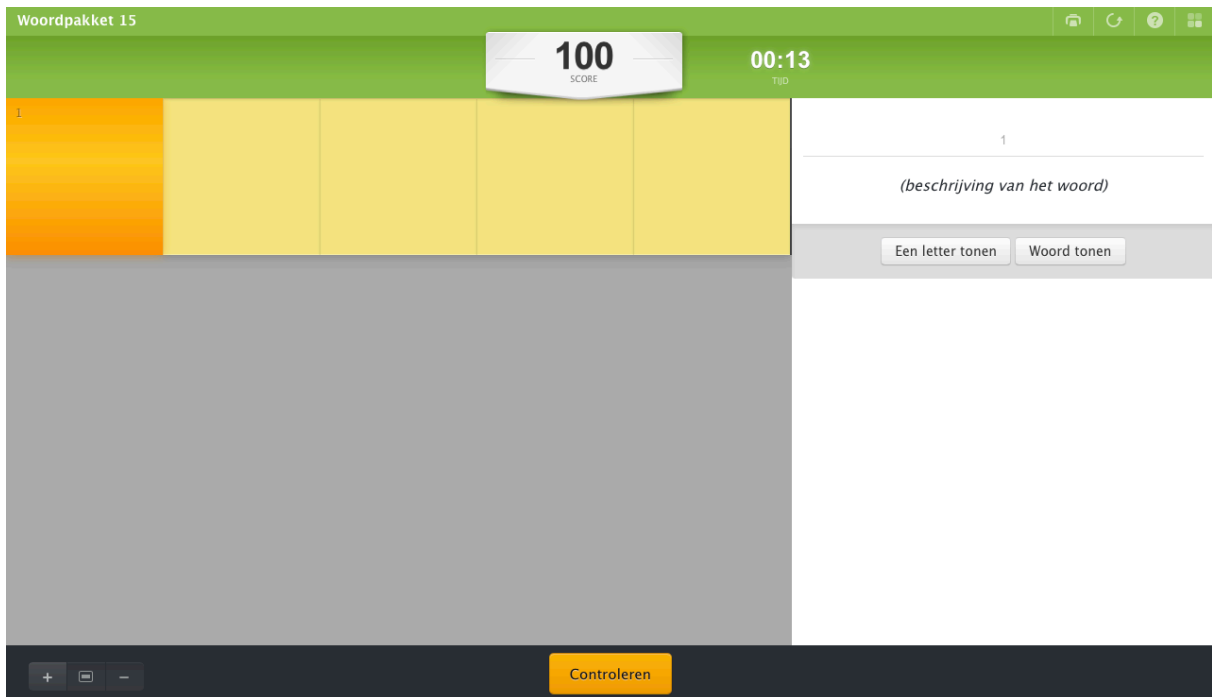 Woordpakket 15
100
SCORE
00:13
TIJD
1
1
(beschrijving van het woord)
Een letter tonen
Woord tonen
Controleren